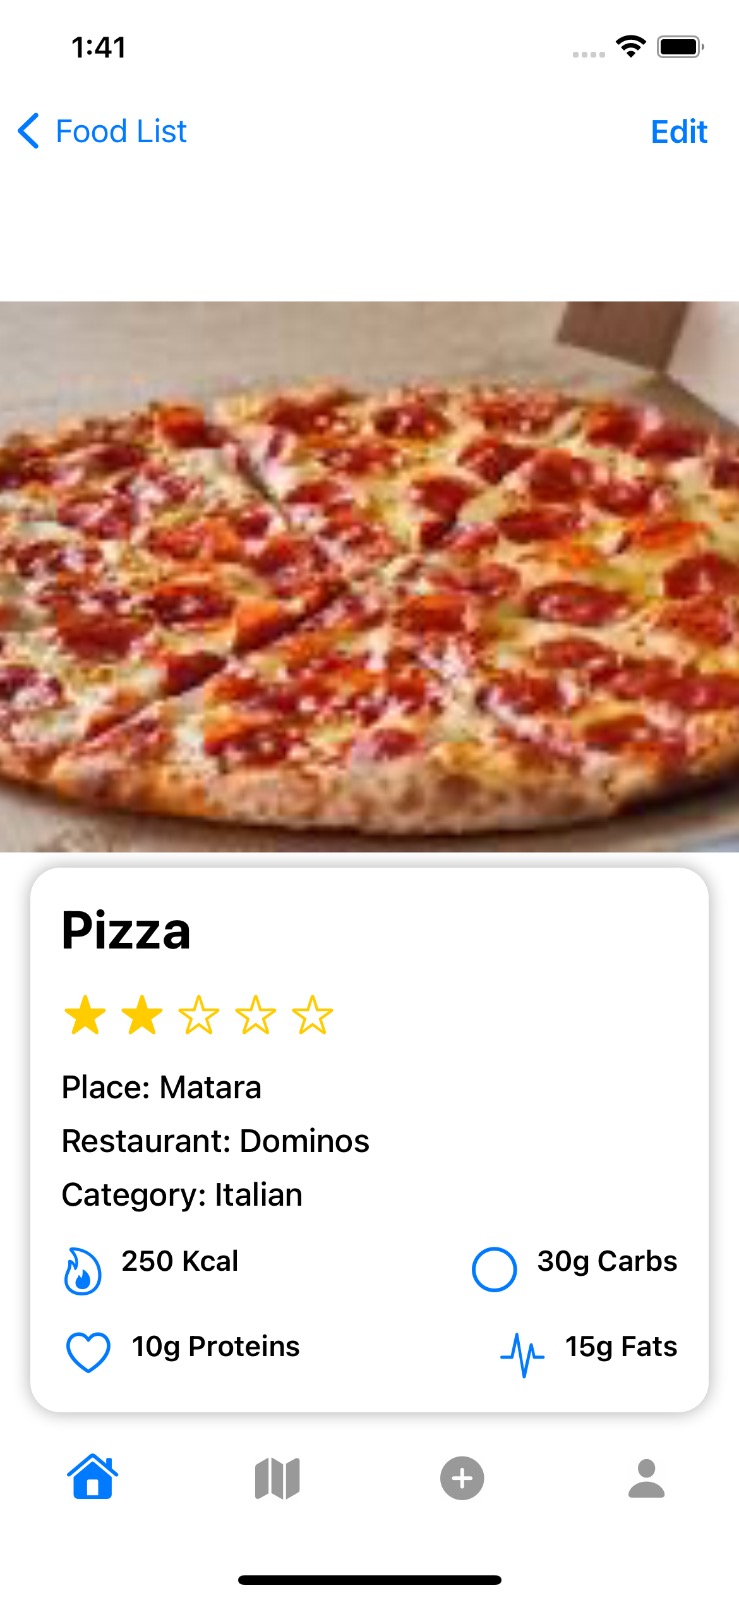 1:41
Food List
Edit
Pizza
Place: Matara
Restaurant: Dominos
Category: Italian
250 Kcal
30g Carbs
10g Proteins
15g Fats